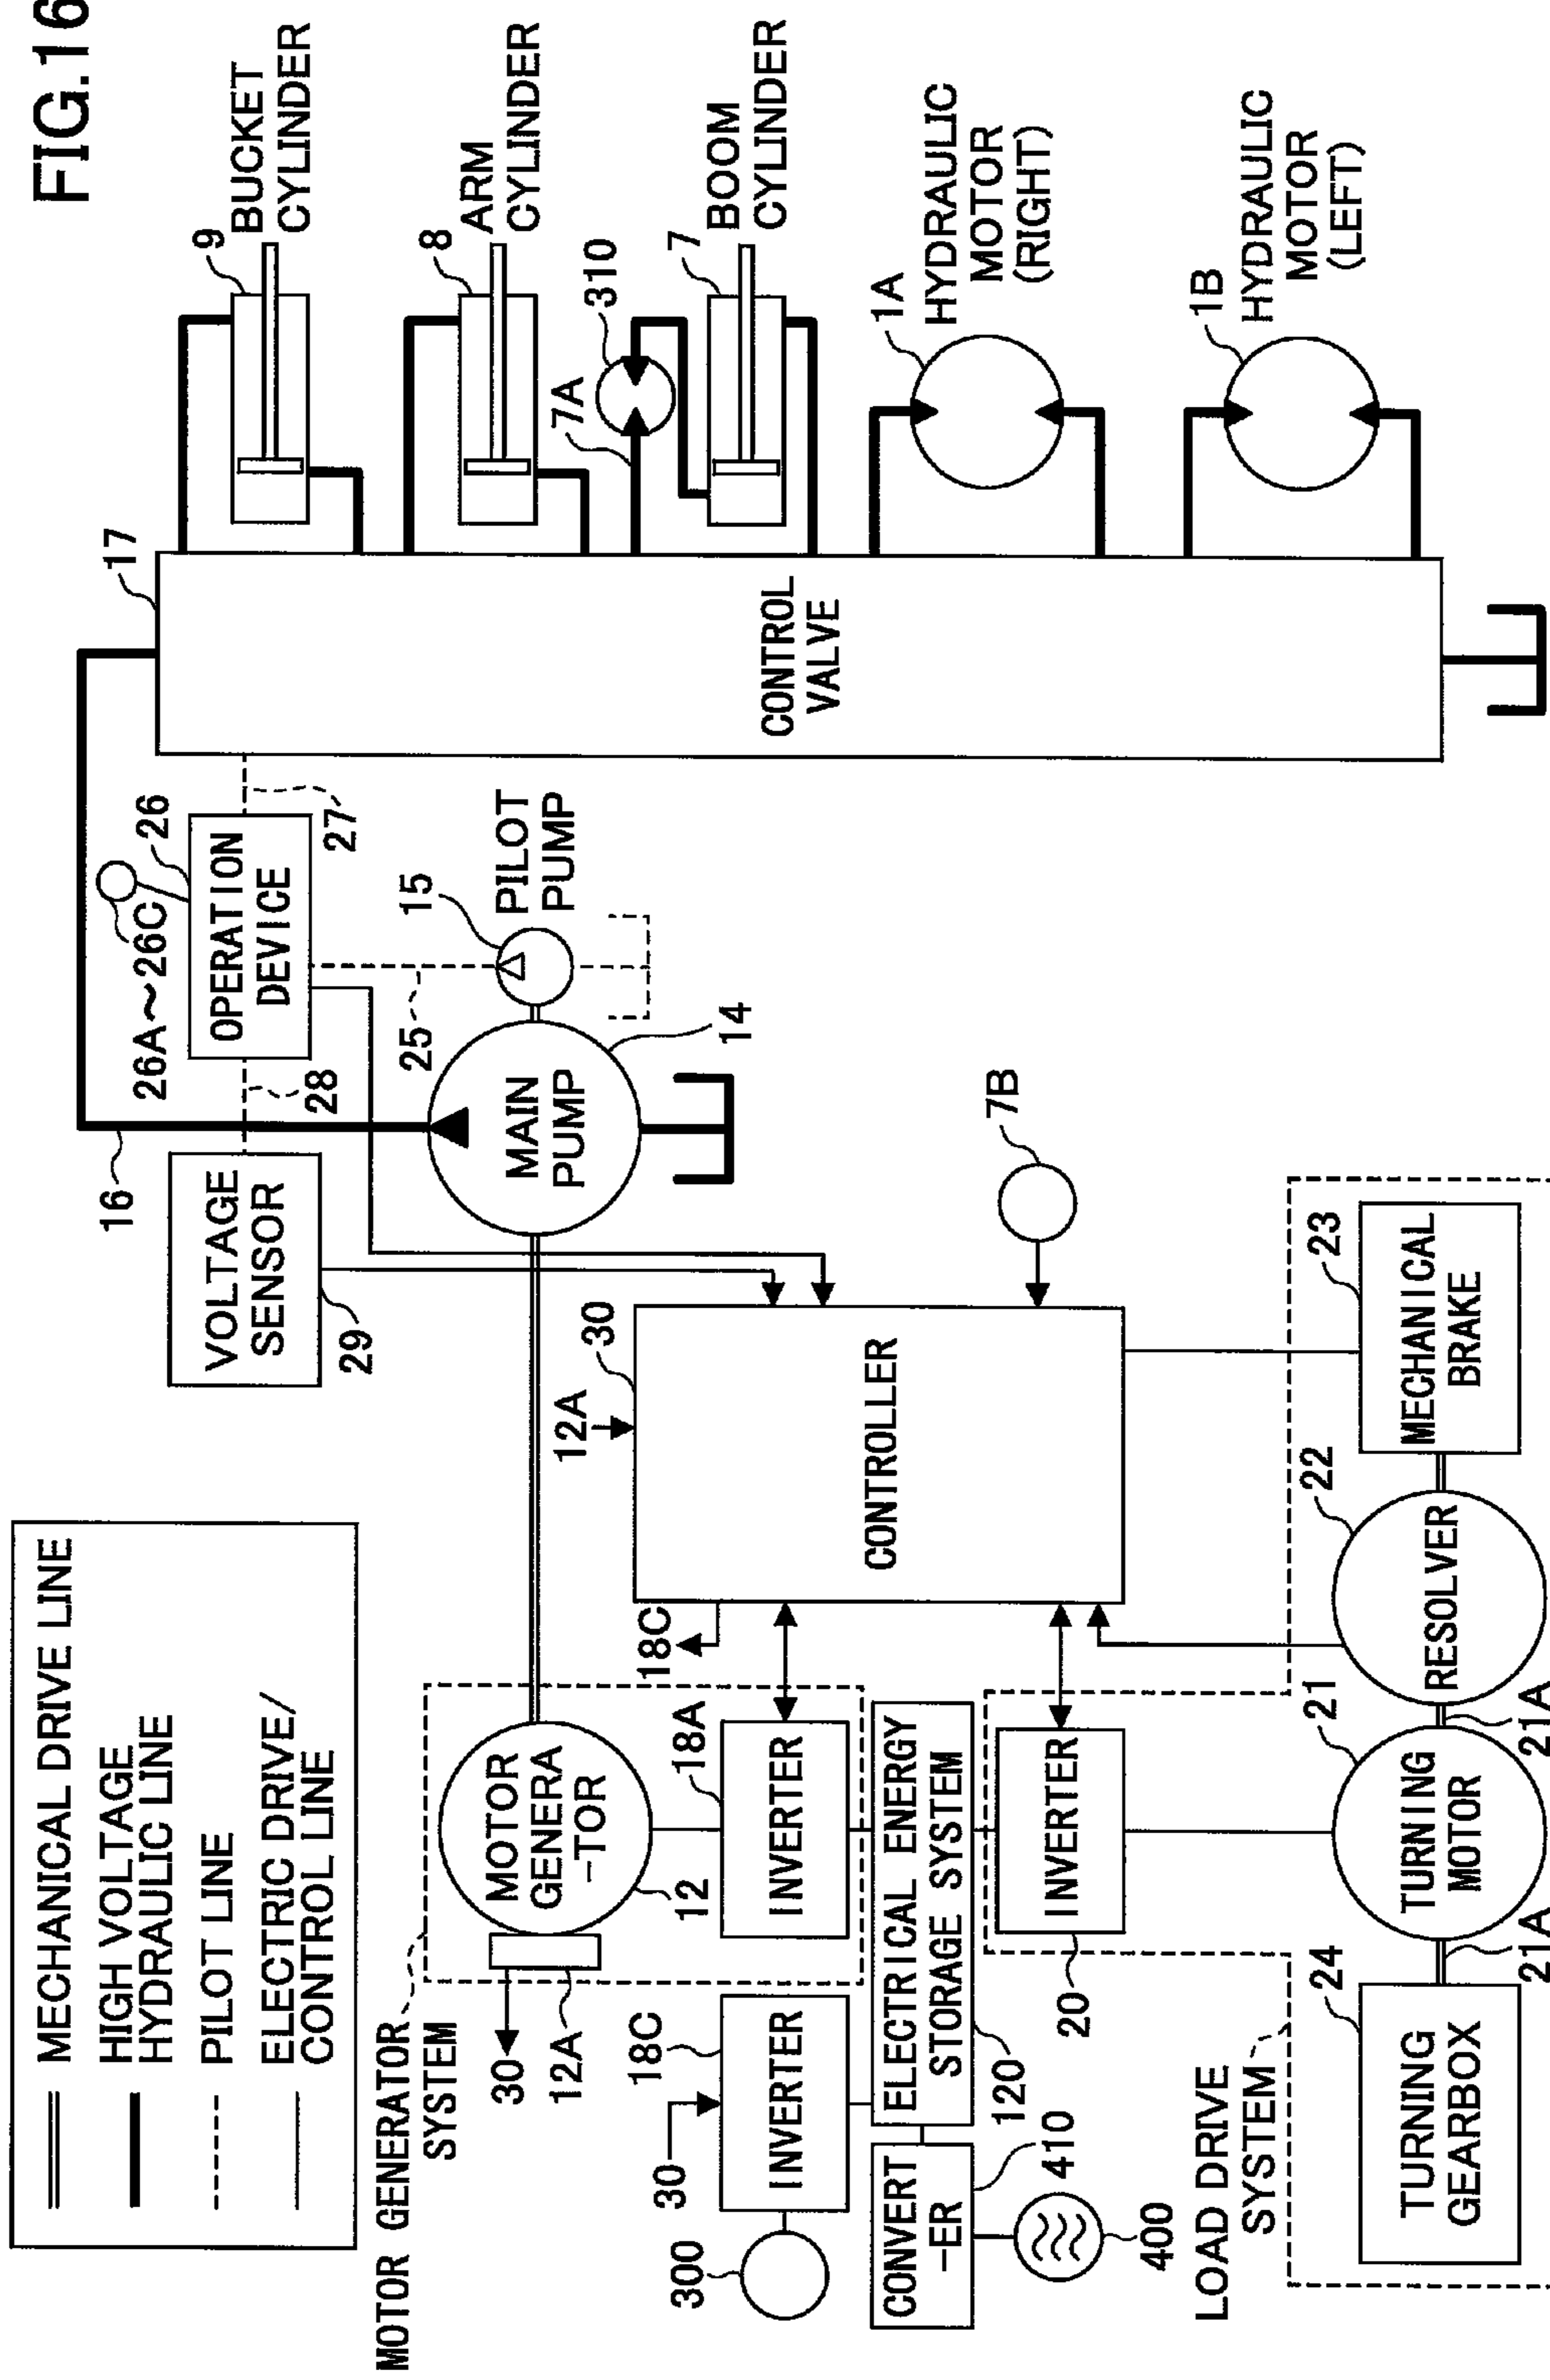 FIG.16
MECHANICAL DRIVE LINE
HIGH VOLTAGE
HYDRAULIC LINE
PILOT LINE
ELECTRIC DRIVE/
CONTROL LINE
BUCKET
CYLINDER
9
ARM
CYLINDER
8
310
7A
BOOM
CYLINDER
7
1A
HYDRAULIC
MOTOR
(RIGHT)
1B
HYDRAULIC
MOTOR
(LEFT)
17
CONTROL
VALVE
26A～26C
26
OPERATION
DEVICE
27
28
16
VOLTAGE
SENSOR
29
25
15
PILOT
PUMP
MAIN
PUMP
14
7B
12A
30
CONTROLLER
18C
MOTOR GENERATOR
SYSTEM
MOTOR
GENERA
-TOR
12
30
12A
18A
INVERTER
18C
30
INVERTER
300
ELECTRICAL ENERGY
STORAGE SYSTEM
120
CONVERT
-ER
410
400
INVERTER
20
LOAD DRIVE
SYSTEM
24
TURNING
GEARBOX
21A
21
TURNING
MOTOR
21A
22
RESOLVER
23
MECHANICAL
BRAKE